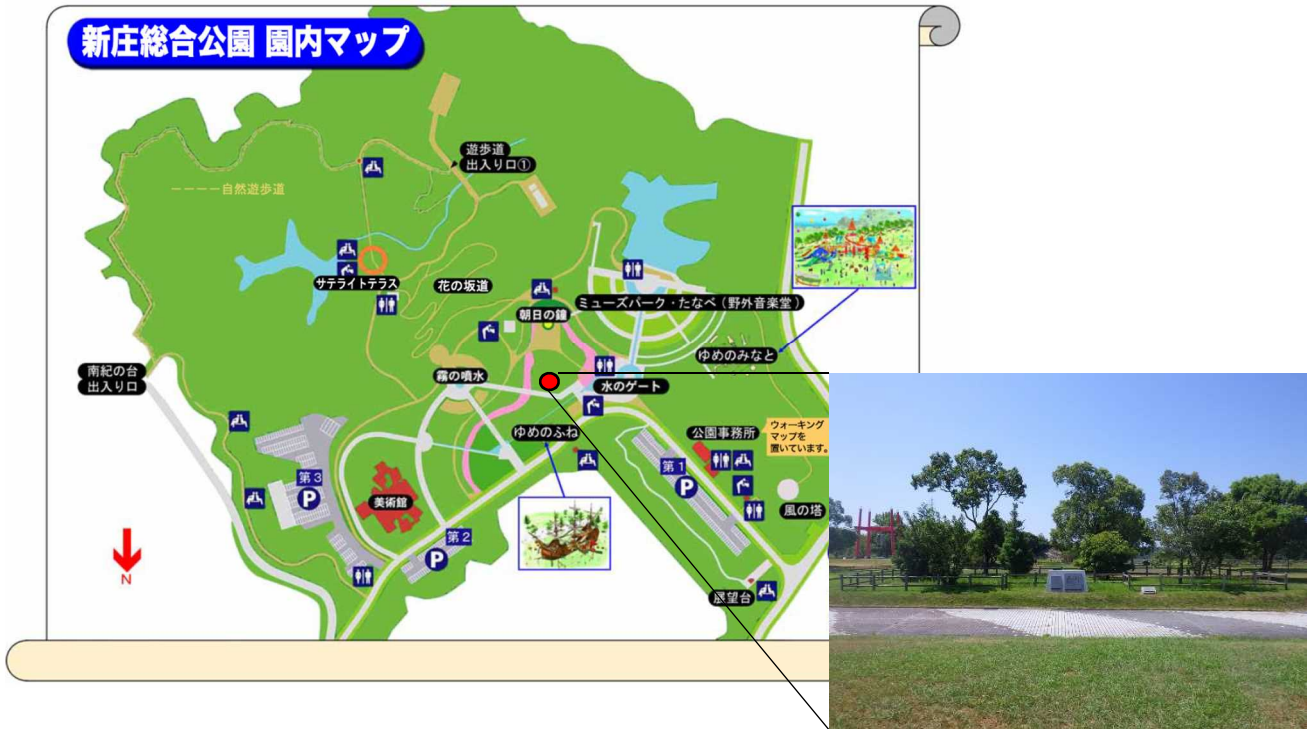 新庄総合公園 園内マップ
遊歩道
出入り口①
----自然遊歩道
サテライトテラス
花の坂道
朝日の鐘
ミューズパーク・たなべ(野外音楽堂)
ゆめのみなと
南紀の台
出入り口
霧の噴水
水のゲート
ゆめのふね
公園事務所
ウォーキング
マップを
置いています。
第1
P
第3
P
美術館
風の塔
第2
P
展望台
N